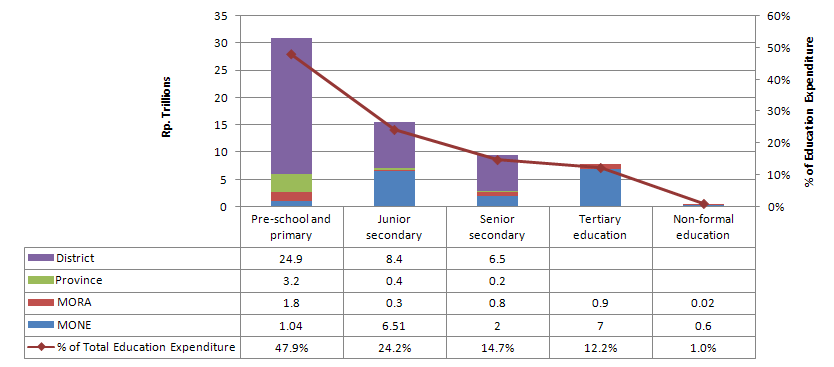 35
30
25
20
15
10
5
0
Rp. Trillions
60%
50%
40%
30%
20%
10%
0%
% of Education Expenditure
Pre-school and primary
Junior secondary
Senior secondary
Tertiary education
Non-formal education
District 24.9 8.4 6.5
Province 3.2 0.4 0.2
MORA 1.8 0.3 0.8 0.9 0.02
MONE 1.04 6.51 2 7 0.6
% of Total Education Expenditure 47.9% 24.2% 14.7% 12.2% 1.0%